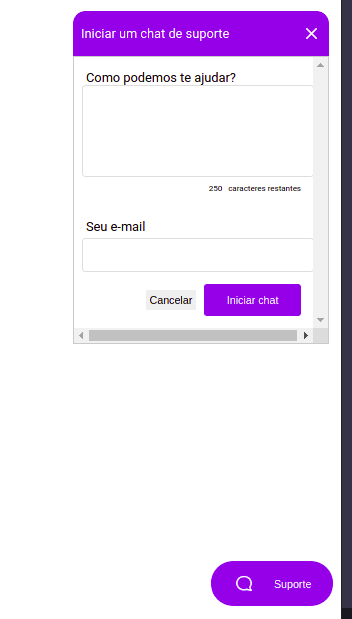 Iniciar um chat de suporte
Como podemos te ajudar?
250 caracteres restantes
Seu e-mail
Cancelar
Iniciar chat
Suporte